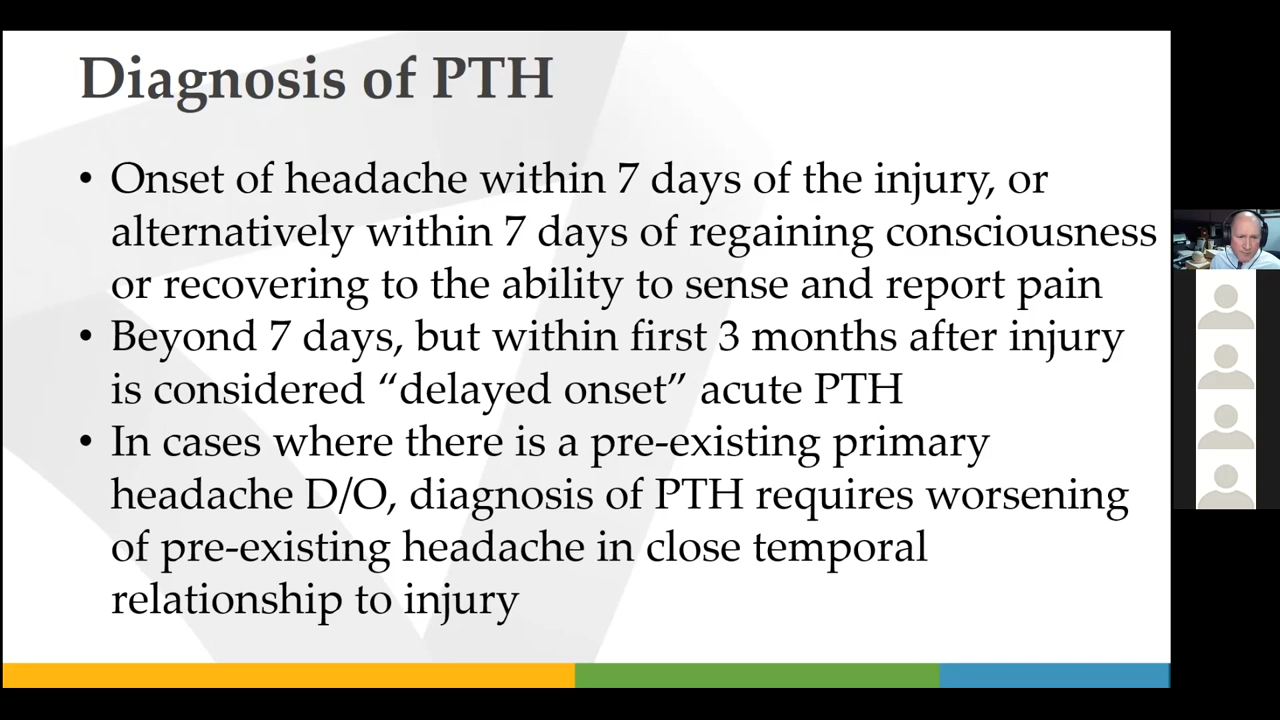 Diagnosis of PTH
• Onset of headache within 7 days of the injury, or
alternatively within 7 days of regaining consciousness
or recovering to the ability to sense and report pain
• Beyond 7 days, but within first 3 months after injury
is considered “delayed onset” acute PTH
• In cases where there is a pre-existing primary
headache D/O, diagnosis of PTH requires worsening
of pre-existing headache in close temporal
relationship to injury